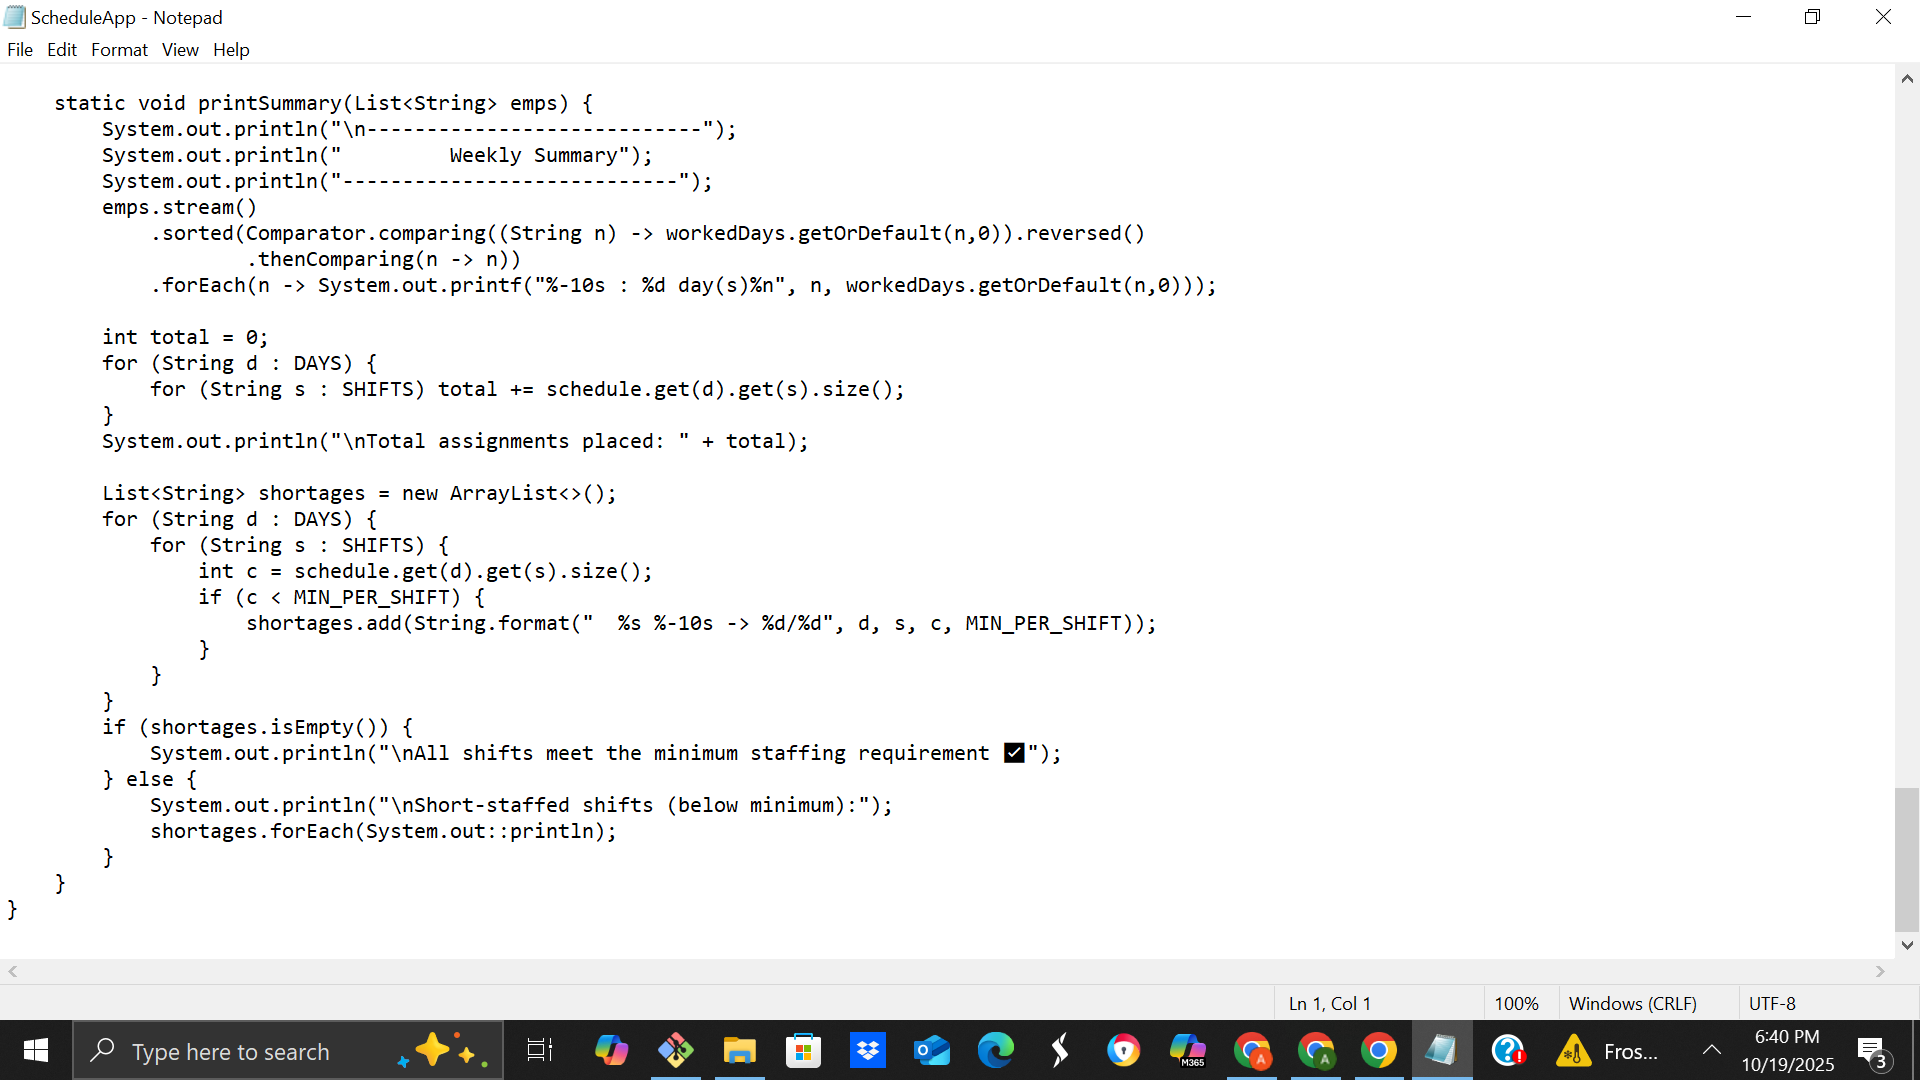 ScheduleApp - Notepad
File Edit Format View Help
    static void printSummary(List<String> emps) {
        System.out.println("\n----------------------------");
        System.out.println("         Weekly Summary");
        System.out.println("----------------------------");
        emps.stream()
            .sorted(Comparator.comparing((String n) -> workedDays.getOrDefault(n,0)).reversed()
                    .thenComparing(n -> n))
            .forEach(n -> System.out.printf("%-10s : %d day(s)%n", n, workedDays.getOrDefault(n,0)));
        int total = 0;
        for (String d : DAYS) {
            for (String s : SHIFTS) total += schedule.get(d).get(s).size();
        }
        System.out.println("\nTotal assignments placed: " + total);
        List<String> shortages = new ArrayList<>();
        for (String d : DAYS) {
            for (String s : SHIFTS) {
                int c = schedule.get(d).get(s).size();
                if (c < MIN_PER_SHIFT) {
                    shortages.add(String.format("  %s %-10s -> %d/%d", d, s, c, MIN_PER_SHIFT));
                }
            }
        }
        if (shortages.isEmpty()) {
            System.out.println("\nAll shifts meet the minimum staffing requirement ✅");
        } else {
            System.out.println("\nShort-staffed shifts (below minimum):");
            shortages.forEach(System.out::println);
        }
    }
}
Ln 1, Col 1 100% Windows (CRLF) UTF-8
Type here to search
M365
A
A
Fros...
6:40 PM
10/19/2025
3